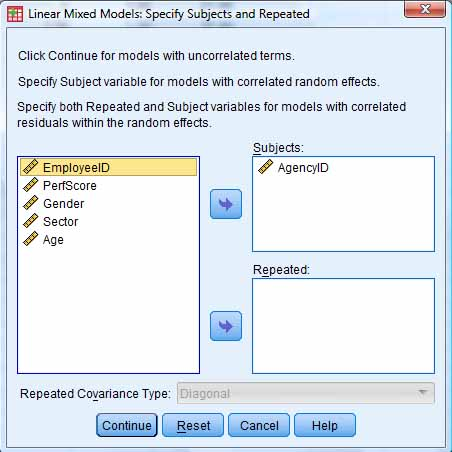 Linear Mixed Models: Specify Subjects and Repeated
Click Continue for models with uncorrelated terms.
Specify Subject variable for models with correlated random effects.
Specify both Repeated and Subject variables for models with correlated
residuals within the random effects.
EmployeeID
PerfScore
Gender
Sector
Age
Subjects:
AgencyID
Repeated:
Repeated Covariance Type: Diagonal
Continue Reset Cancel Help